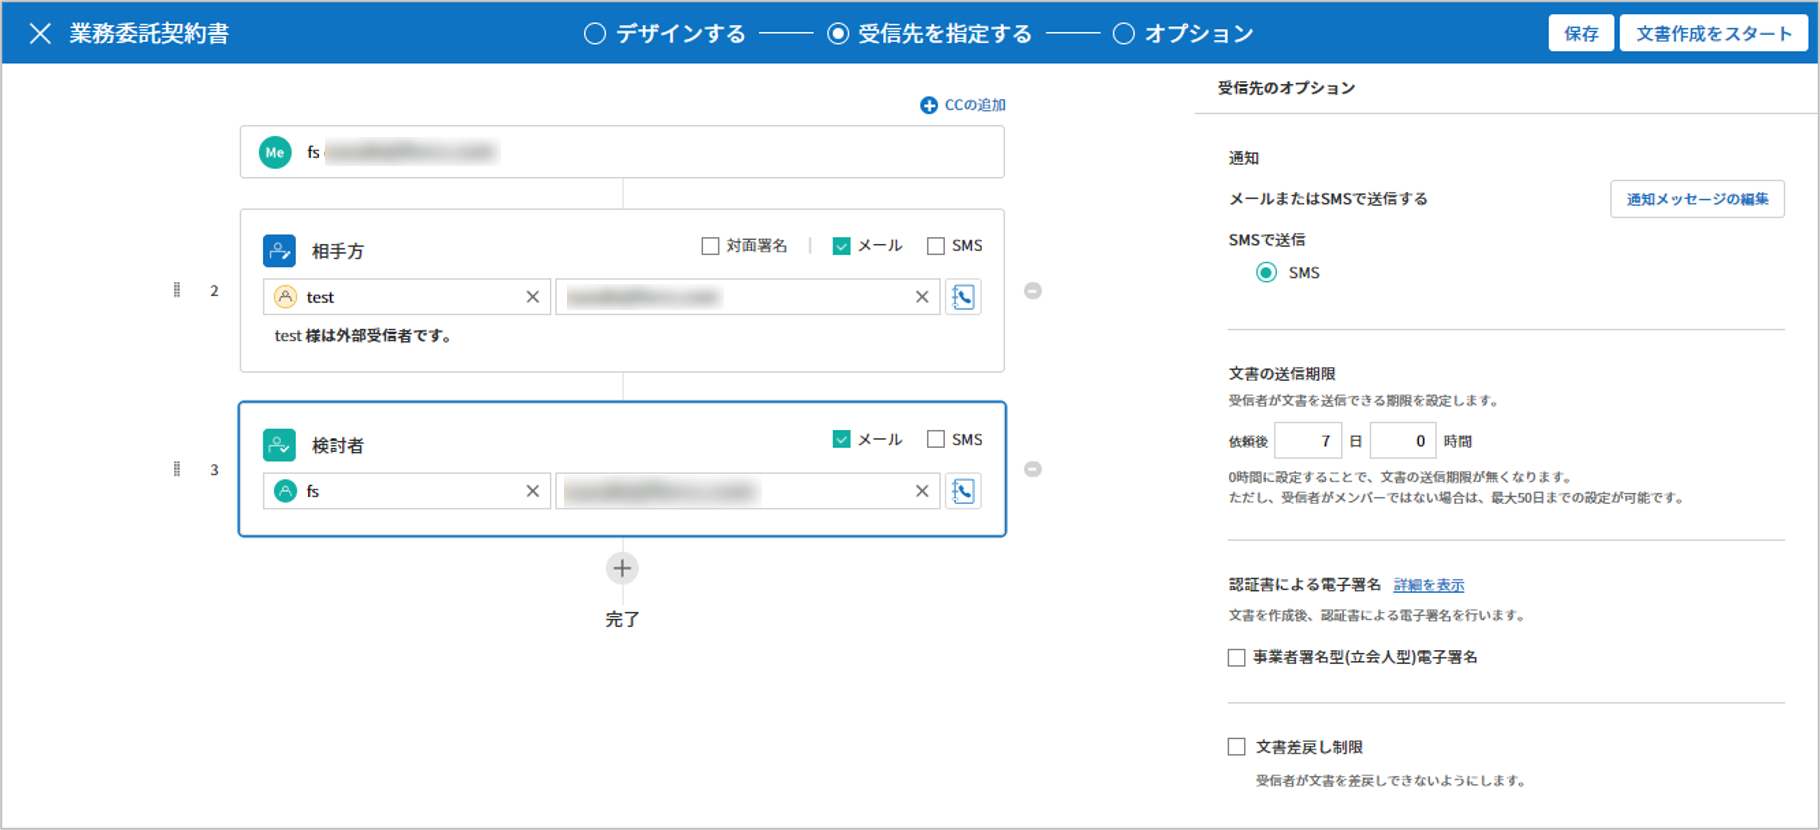 業務委託契約書
デザインする
受信先を指定する
オプション
保存
文書作成をスタート
CCの追加
Me
fs
相手方
対面署名
メール
SMS
2
test
test 様は外部受信者です。
検討者
メール
SMS
3
fs
完了
受信先のオプション
通知
メールまたはSMSで送信する
通知メッセージの編集
SMSで送信
SMS
文書の送信期限
受信者が文書を送信できる期限を設定します。
依頼後 7 日 0 時間
0時間に設定することで、文書の送信期限が無くなります。
ただし、受信者がメンバーではない場合は、最大50日までの設定が可能です。
認証書による電子署名 詳細を表示
文書を作成後、認証書による電子署名を行います。
事業者署名型(立会人型)電子署名
文書差戻し制限
受信者が文書を差戻しできないようにします。